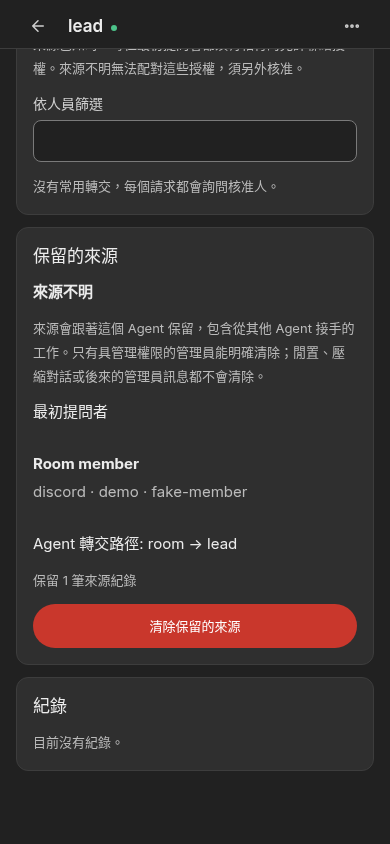 lead
權。來源不明無法配對這些授權，須另外核准。
依人員篩選
沒有常用轉交，每個請求都會詢問核准人。
保留的來源
來源不明
來源會跟著這個 Agent 保留，包含從其他 Agent 接手的
工作。只有具管理權限的管理員能明確清除；閒置、壓
縮對話或後來的管理員訊息都不會清除。
最初提問者
Room member
discord · demo · fake-member
Agent 轉交路徑: room → lead
保留 1 筆來源紀錄
清除保留的來源
紀錄
目前沒有紀錄。